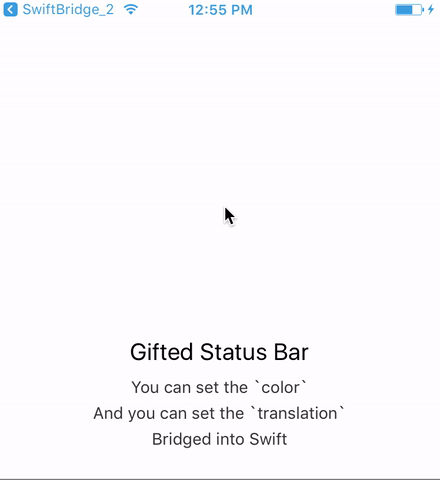 SwiftBridge_2 12:55 PM
Gifted Status Bar
You can set the `color`
And you can set the `translation`
Bridged into Swift